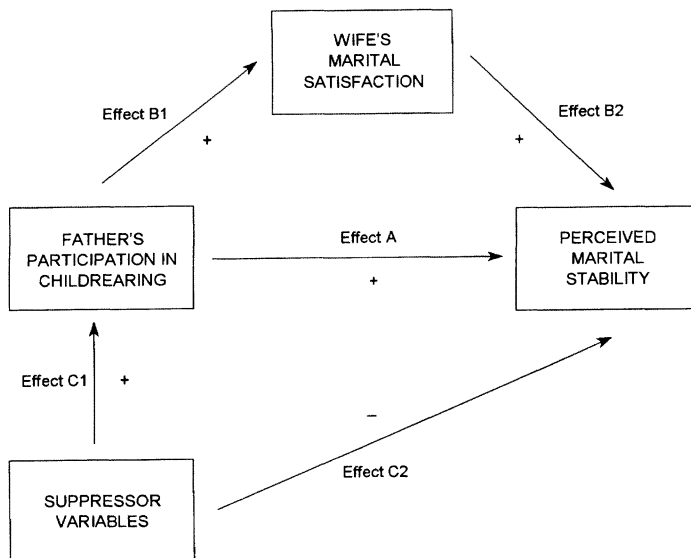 WIFE'S
MARITAL
SATISFACTION
Effect B1
+
Effect B2
+
FATHER'S
PARTICIPATION IN
CHILDREARING
Effect A
+
PERCEIVED
MARITAL
STABILITY
Effect C1
+
−
Effect C2
SUPPRESSOR
VARIABLES